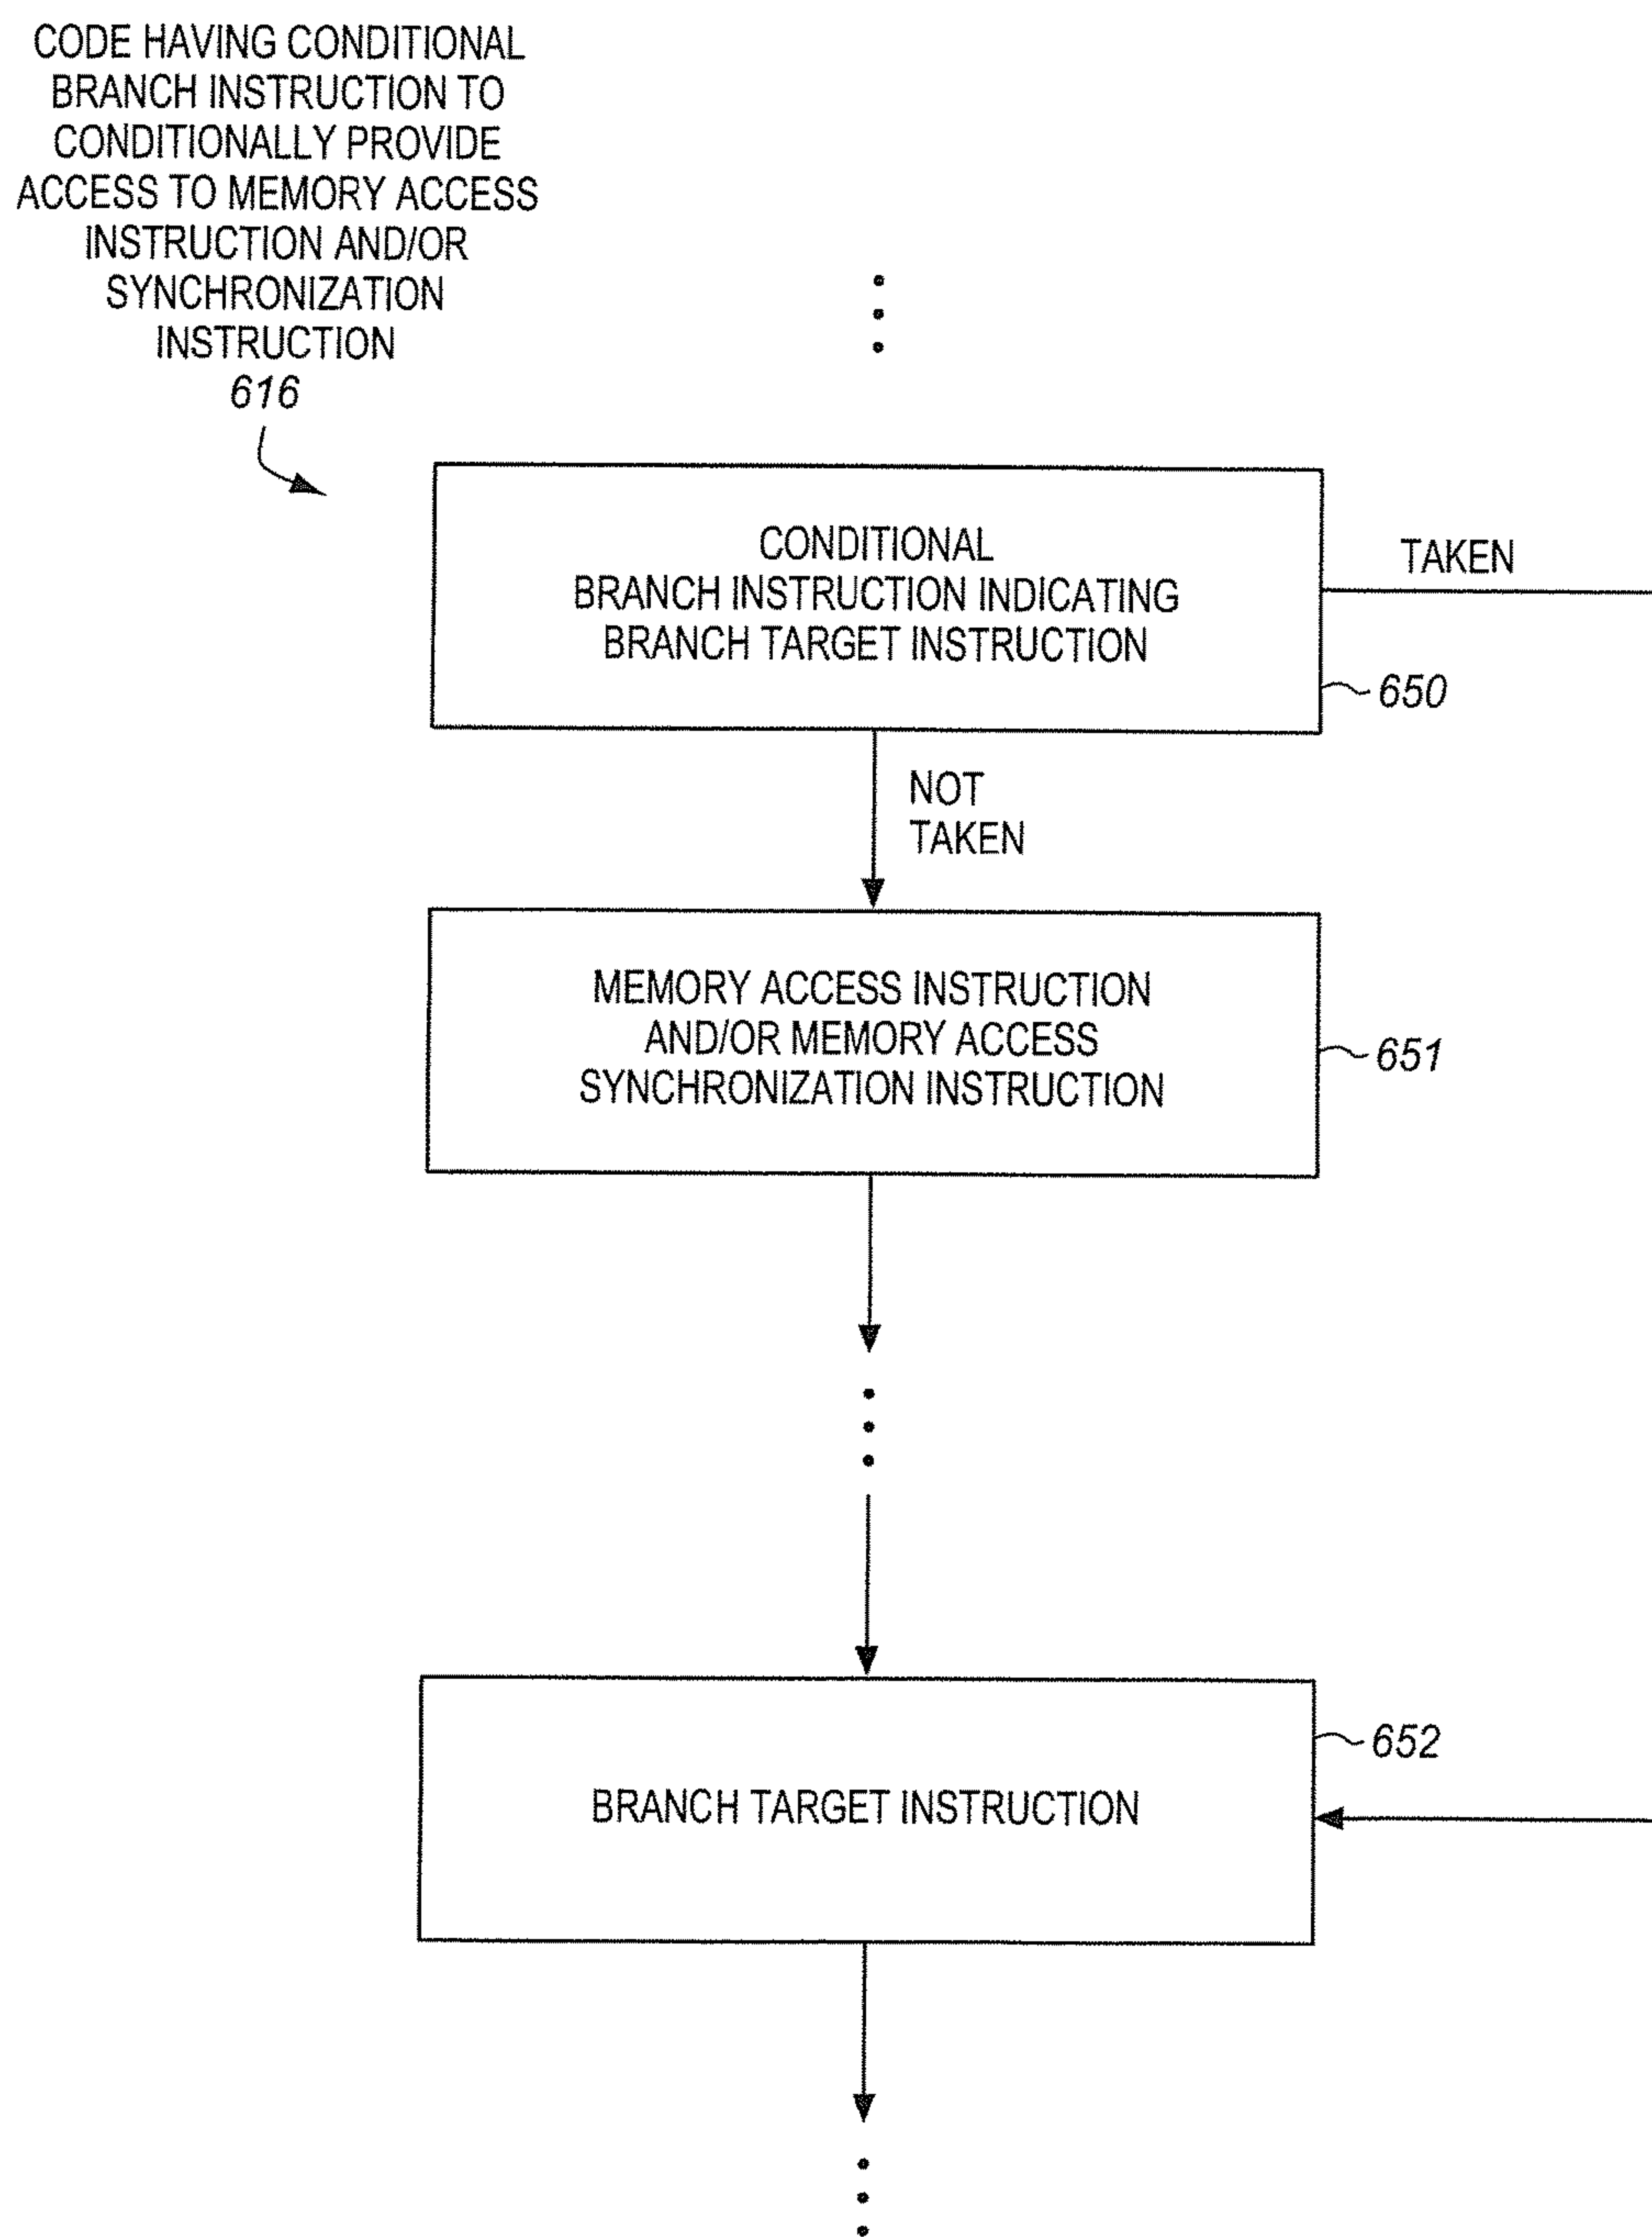 CODE HAVING CONDITIONAL
BRANCH INSTRUCTION TO
CONDITIONALLY PROVIDE
ACCESS TO MEMORY ACCESS
INSTRUCTION AND/OR
SYNCHRONIZATION
INSTRUCTION
616
CONDITIONAL
BRANCH INSTRUCTION INDICATING
BRANCH TARGET INSTRUCTION
TAKEN
650
NOT
TAKEN
MEMORY ACCESS INSTRUCTION
AND/OR MEMORY ACCESS
SYNCHRONIZATION INSTRUCTION
651
652
BRANCH TARGET INSTRUCTION